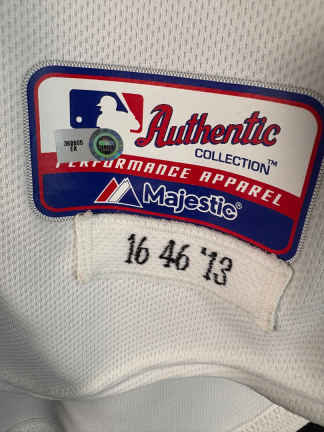 Authentic
COLLECTION™
PERFORMANCE APPAREL
Majestic®
16 46 '13